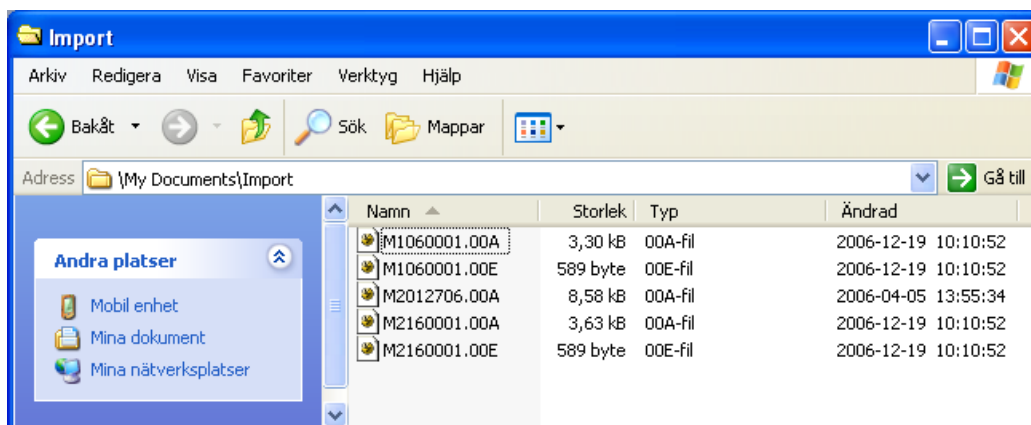 Import
Arkiv Redigera Visa Favoriter Verktyg Hjälp
Bakåt Sök Mappar
Adress \My Documents\Import Gå till
Namn Storlek Typ Ändrad
M1060001.00A 3,30 kB 00A-fil 2006-12-19 10:10:52
M1060001.00E 589 byte 00E-fil 2006-12-19 10:10:52
M2012706.00A 8,58 kB 00A-fil 2006-04-05 13:55:34
M2160001.00A 3,63 kB 00A-fil 2006-12-19 10:10:52
M2160001.00E 589 byte 00E-fil 2006-12-19 10:10:52
Andra platser
Mobil enhet
Mina dokument
Mina nätverksplatser